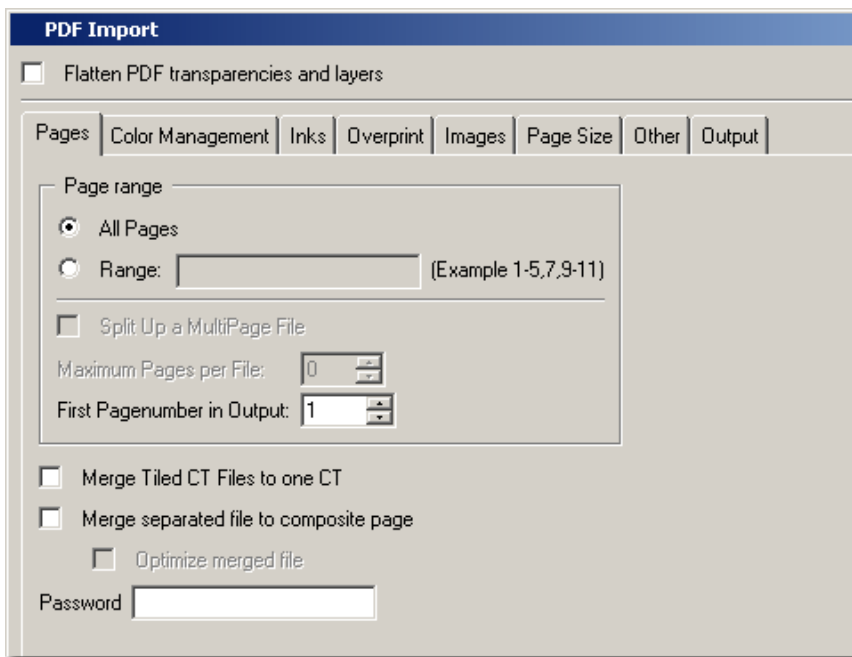 PDF Import
Flatten PDF transparencies and layers
Pages Color Management Inks Overprint Images Page Size Other Output
Page range
All Pages
Range: (Example 1-5,7,9-11)
Split Up a MultiPage File
Maximum Pages per File: 0
First Pagenumber in Output: 1
Merge Tiled CT Files to one CT
Merge separated file to composite page
Optimize merged file
Password